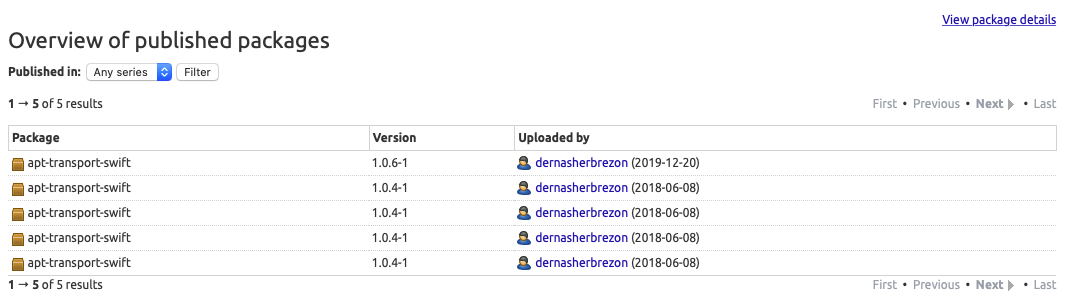 View package details
Overview of published packages
Published in: Any series Filter
1 → 5 of 5 results First • Previous • Next • Last
Package Version Uploaded by
apt-transport-swift 1.0.6-1 dernasherbrezon (2019-12-20)
apt-transport-swift 1.0.4-1 dernasherbrezon (2018-06-08)
apt-transport-swift 1.0.4-1 dernasherbrezon (2018-06-08)
apt-transport-swift 1.0.4-1 dernasherbrezon (2018-06-08)
apt-transport-swift 1.0.4-1 dernasherbrezon (2018-06-08)
1 → 5 of 5 results First • Previous • Next • Last